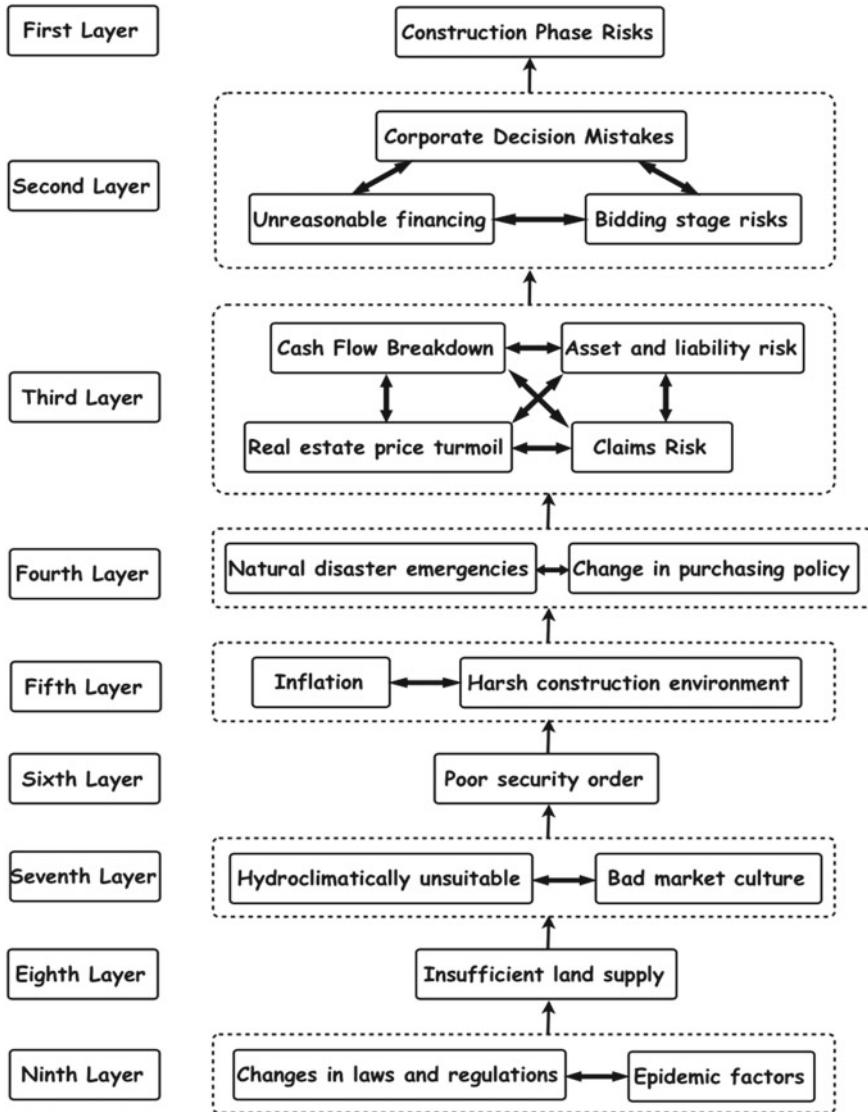 First Layer
Construction Phase Risks
Second Layer
Corporate Decision Mistakes
Unreasonable financing
Bidding stage risks
Third Layer
Cash Flow Breakdown
Asset and liability risk
Real estate price turmoil
Claims Risk
Fourth Layer
Natural disaster emergencies
Change in purchasing policy
Fifth Layer
Inflation
Harsh construction environment
Sixth Layer
Poor security order
Seventh Layer
Hydroclimatically unsuitable
Bad market culture
Eighth Layer
Insufficient land supply
Ninth Layer
Changes in laws and regulations
Epidemic factors